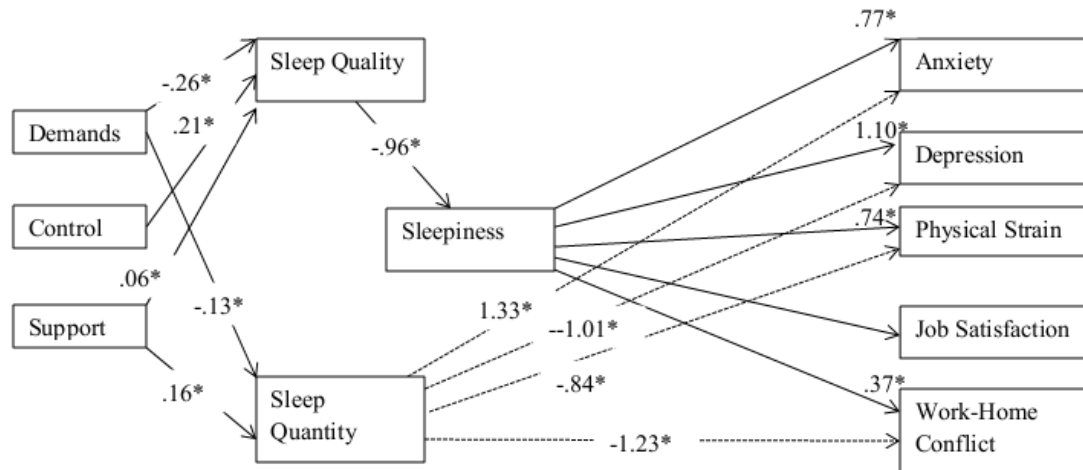 .77*
Sleep Quality
Anxiety
-.26*
Demands
.21*
1.10*
-.96*
Depression
Control
Sleepiness
.74*
Physical Strain
.06*
Support
-.13*
1.33*
--1.01*
Job Satisfaction
-.84*
.16*
Sleep
Quantity
.37*
Work-Home
Conflict
-1.23*